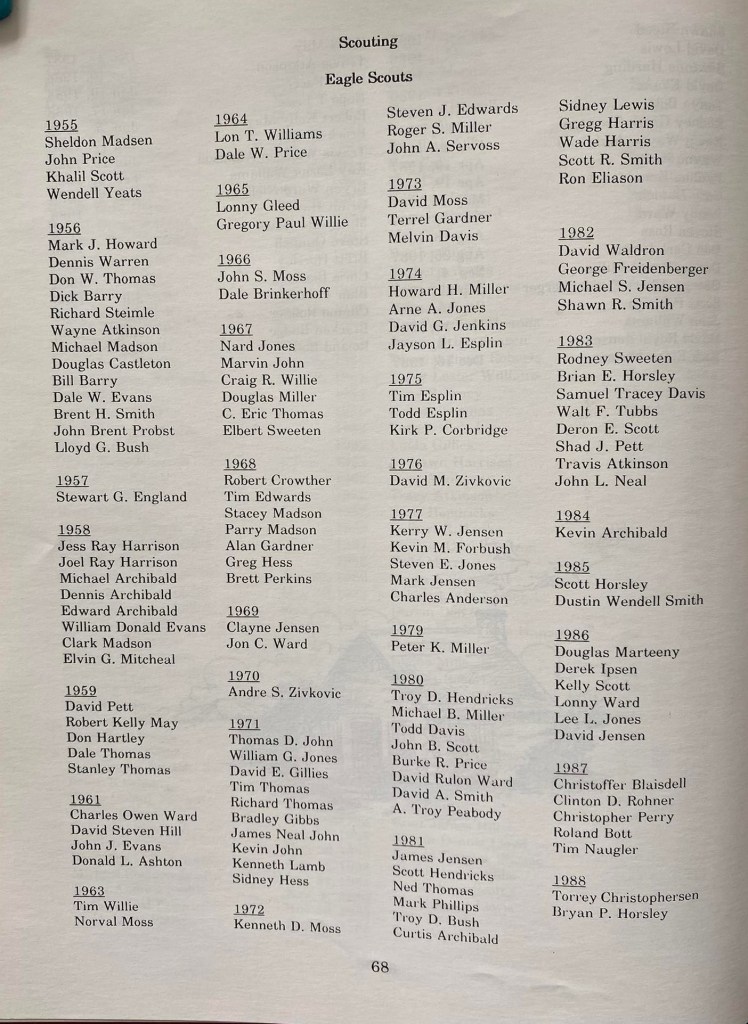 Scouting
Eagle Scouts
1955
Sheldon Madsen
John Price
Khalil Scott
Wendell Yeats
1956
Mark J. Howard
Dennis Warren
Don W. Thomas
Dick Barry
Richard Steimle
Wayne Atkinson
Michael Madson
Douglas Castleton
Bill Barry
Dale W. Evans
Brent H. Smith
John Brent Probst
Lloyd G. Bush
1957
Stewart G. England
1958
Jess Ray Harrison
Joel Ray Harrison
Michael Archibald
Dennis Archibald
Edward Archibald
William Donald Evans
Clark Madson
Elvin G. Mitcheal
1959
David Pett
Robert Kelly May
Don Hartley
Dale Thomas
Stanley Thomas
1961
Charles Owen Ward
David Steven Hill
John J. Evans
Donald L. Ashton
1963
Tim Willie
Norval Moss
1964
Lon T. Williams
Dale W. Price
1965
Lonny Gleed
Gregory Paul Willie
1966
John S. Moss
Dale Brinkerhoff
1967
Nard Jones
Marvin John
Craig R. Willie
Douglas Miller
C. Eric Thomas
Elbert Sweeten
1968
Robert Crowther
Tim Edwards
Stacey Madson
Parry Madson
Alan Gardner
Greg Hess
Brett Perkins
1969
Clayne Jensen
Jon C. Ward
1970
Andre S. Zivkovic
1971
Thomas D. John
William G. Jones
David E. Gillies
Tim Thomas
Richard Thomas
Bradley Gibbs
James Neal John
Kevin John
Kenneth Lamb
Sidney Hess
1972
Kenneth D. Moss
Steven J. Edwards
Roger S. Miller
John A. Servoss
1973
David Moss
Terrel Gardner
Melvin Davis
1974
Howard H. Miller
Arne A. Jones
David G. Jenkins
Jayson L. Esplin
1975
Tim Esplin
Todd Esplin
Kirk P. Corbridge
1976
David M. Zivkovic
1977
Kerry W. Jensen
Kevin M. Forbush
Steven E. Jones
Mark Jensen
Charles Anderson
1979
Peter K. Miller
1980
Troy D. Hendricks
Michael B. Miller
Todd Davis
John B. Scott
Burke R. Price
David Rulon Ward
David A. Smith
A. Troy Peabody
1981
James Jensen
Scott Hendricks
Ned Thomas
Mark Phillips
Troy D. Bush
Curtis Archibald
Sidney Lewis
Gregg Harris
Wade Harris
Scott R. Smith
Ron Eliason
1982
David Waldron
George Freidenberger
Michael S. Jensen
Shawn R. Smith
1983
Rodney Sweeten
Brian E. Horsley
Samuel Tracey Davis
Walt F. Tubbs
Deron E. Scott
Shad J. Pett
Travis Atkinson
John L. Neal
1984
Kevin Archibald
1985
Scott Horsley
Dustin Wendell Smith
1986
Douglas Marteeny
Derek Ipsen
Kelly Scott
Lonny Ward
Lee L. Jones
David Jensen
1987
Christoffer Blaisdell
Clinton D. Rohner
Christopher Perry
Roland Bott
Tim Naugler
1988
Torrey Christophersen
Bryan P. Horsley
68